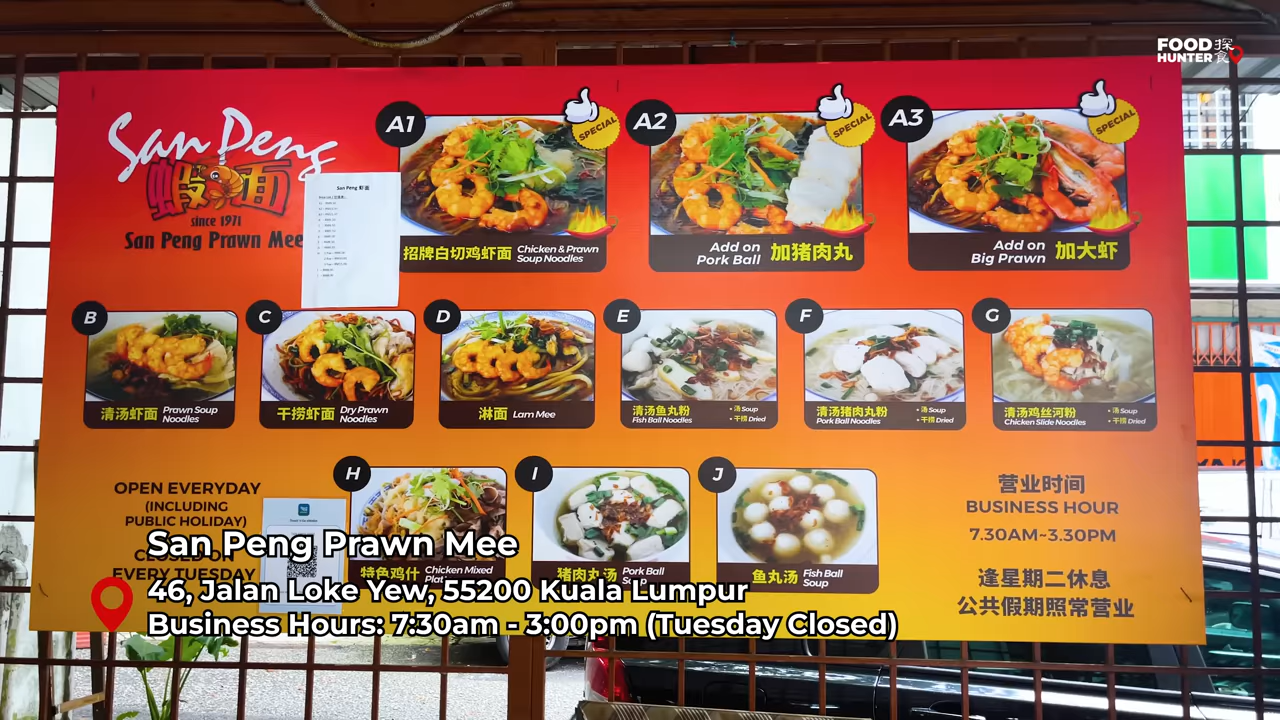 FOOD HUNTER 探食
San Peng
蝦面
since 1971
San Peng Prawn Mee
San Peng 虾面
A1
SPECIAL
招牌白切鸡虾面 Chicken & Prawn Soup Noodles
A2
SPECIAL
Add on Pork Ball 加猪肉丸
A3
SPECIAL
Add on Big Prawn 加大虾
B
清汤虾面 Prawn Soup Noodles
C
干捞虾面 Dry Prawn Noodles
D
淋面 Lam Mee
E
清汤鱼丸粉
Fish Ball Noodles
• 汤 Soup
• 干捞 Dried
F
清汤猪肉丸粉
Pork Ball Noodles
• 汤 Soup
• 干捞 Dried
G
清汤鸡丝河粉
Chicken Slide Noodles
• 汤 Soup
• 干捞 Dried
H
特色鸡什 Chicken Mixed
I
猪肉丸汤 Pork Ball Soup
J
鱼丸汤 Fish Ball Soup
OPEN EVERYDAY
(INCLUDING
PUBLIC HOLIDAY)
CLOSED ON
EVERY TUESDAY
营业时间
BUSINESS HOUR
7.30AM~3.30PM
逢星期二休息
公共假期照常营业
San Peng Prawn Mee
46, Jalan Loke Yew, 55200 Kuala Lumpur
Business Hours: 7:30am - 3:00pm (Tuesday Closed)